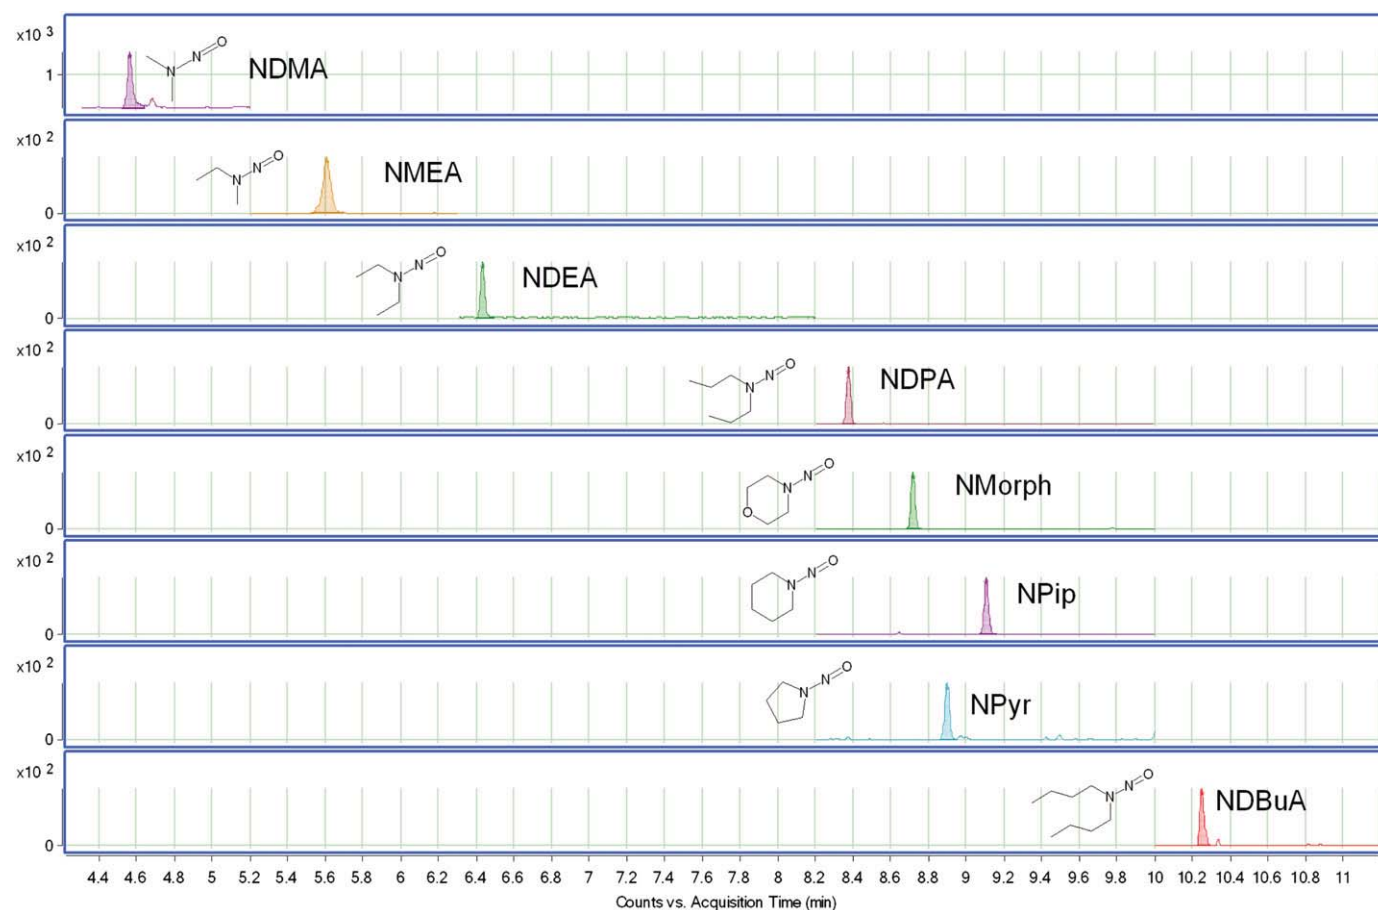 x10 3
1
N
N
O
NDMA
x10 2
0
N
N
O
NMEA
x10 2
0
N
N
O
NDEA
x10 2
0
N
N
O
NDPA
x10 2
0
N
N
O
O
NMorph
x10 2
0
N
N
O
NPip
x10 2
0
N
N
O
NPyr
x10 2
0
N
N
O
NDBuA
4.4 4.6 4.8 5 5.2 5.4 5.6 5.8 6 6.2 6.4 6.6 6.8 7 7.2 7.4 7.6 7.8 8 8.2 8.4 8.6 8.8 9 9.2 9.4 9.6 9.8 10 10.2 10.4 10.6 10.8 11
Counts vs. Acquisition Time (min)